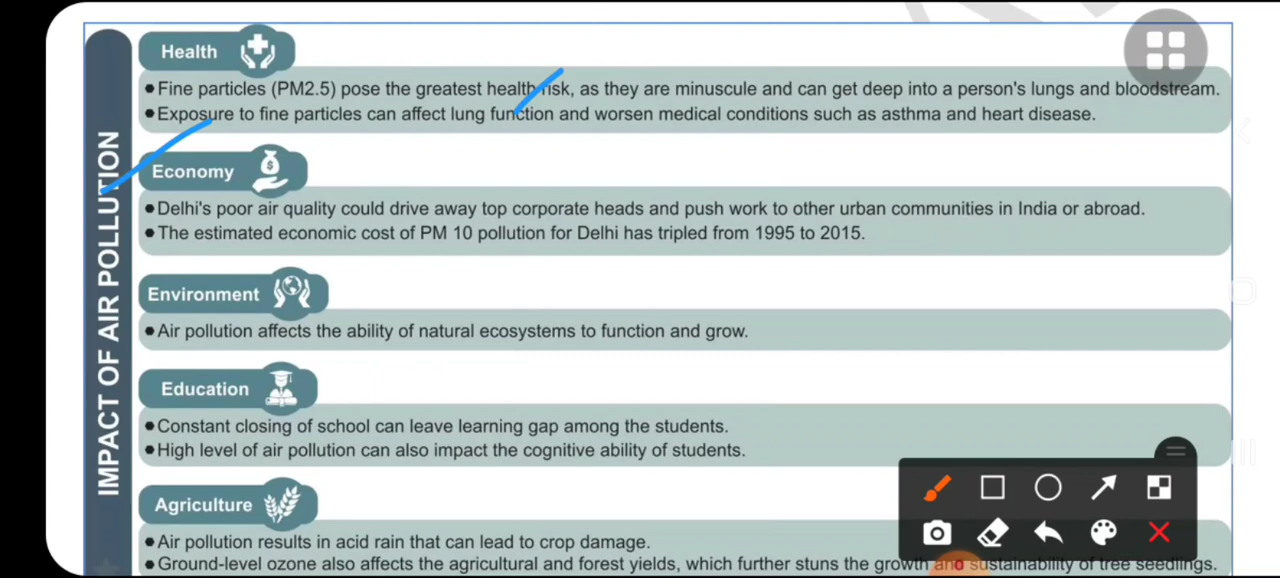 IMPACT OF AIR POLLUTION
Health
● Fine particles (PM2.5) pose the greatest health risk, as they are minuscule and can get deep into a person's lungs and bloodstream.
● Exposure to fine particles can affect lung function and worsen medical conditions such as asthma and heart disease.
Economy
● Delhi's poor air quality could drive away top corporate heads and push work to other urban communities in India or abroad.
● The estimated economic cost of PM 10 pollution for Delhi has tripled from 1995 to 2015.
Environment
● Air pollution affects the ability of natural ecosystems to function and grow.
Education
● Constant closing of school can leave learning gap among the students.
● High level of air pollution can also impact the cognitive ability of students.
Agriculture
● Air pollution results in acid rain that can lead to crop damage.
● Ground-level ozone also affects the agricultural and forest yields, which further stuns the growth and sustainability of tree seedlings.